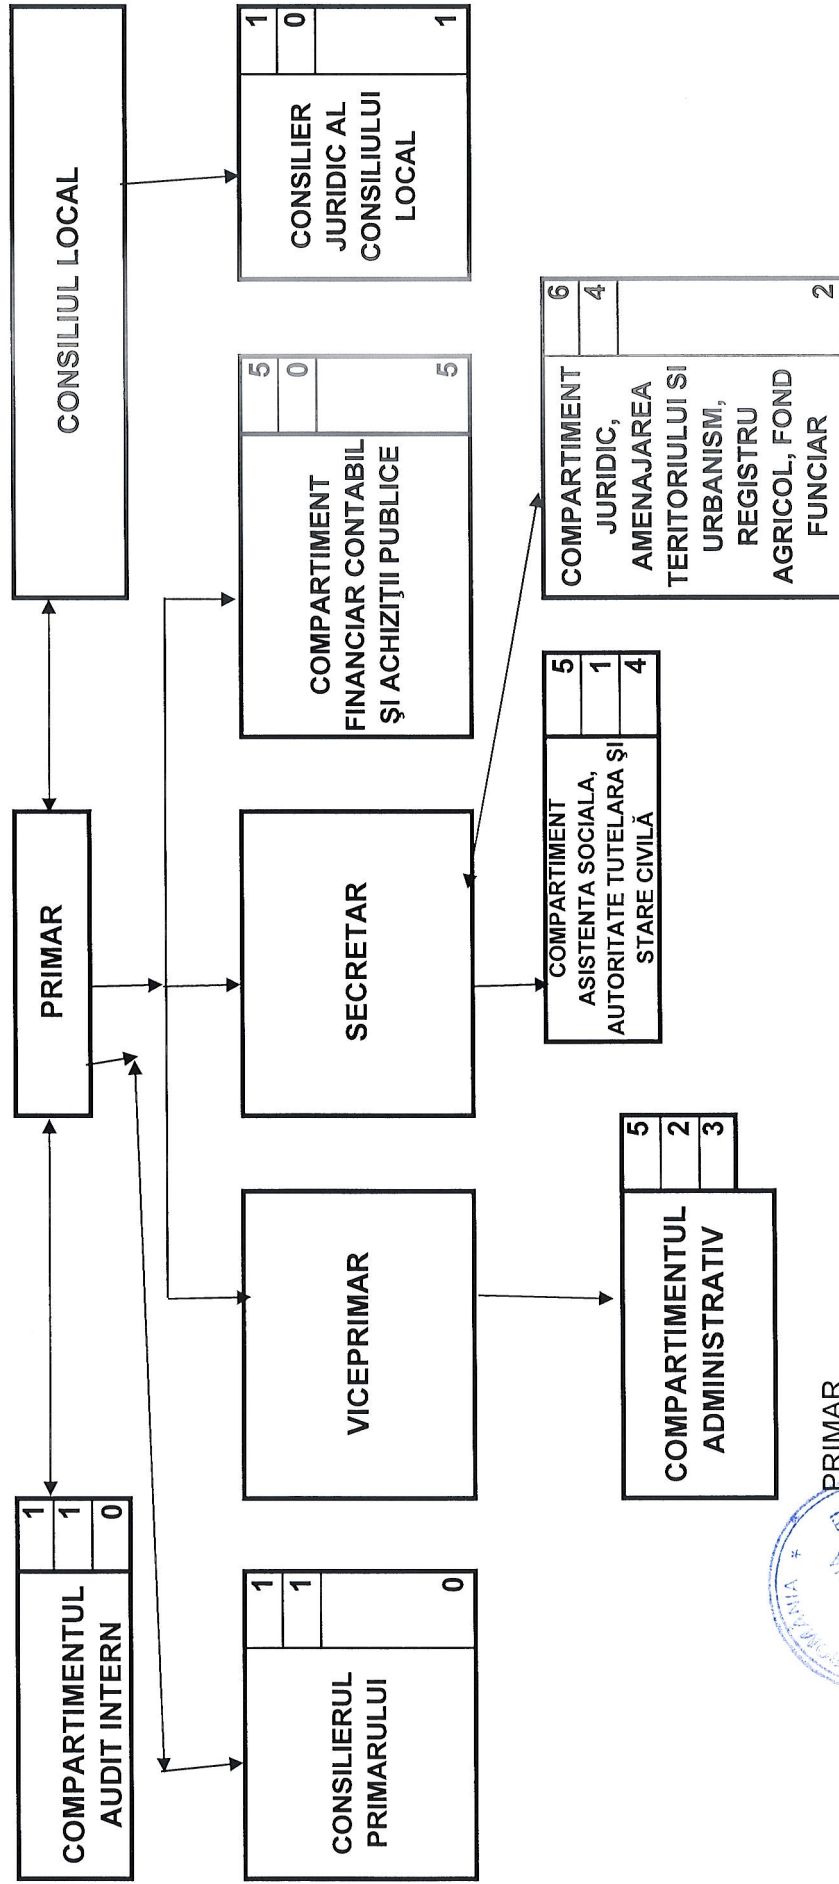 COMPARTIMENTUL
AUDIT INTERN
1
1
0
PRIMAR
CONSILIUL LOCAL
CONSILIERUL
PRIMARULUI
1
1
0
VICEPRIMAR
SECRETAR
COMPARTIMENT
FINANCIAR CONTABIL
ŞI ACHIZIŢII PUBLICE
5
0
5
CONSILIER
JURIDIC AL
CONSILIULUI
LOCAL
1
0
1
COMPARTIMENTUL
ADMINISTRATIV
5
2
3
COMPARTIMENT
ASISTENTA SOCIALA,
AUTORITATE TUTELARA ŞI
STARE CIVILĂ
5
1
4
COMPARTIMENT
JURIDIC,
AMENAJAREA
TERITORIULUI SI
URBANISM,
REGISTRU
AGRICOL, FOND
FUNCIAR
6
4
2
PRIMAR
ROMANIA